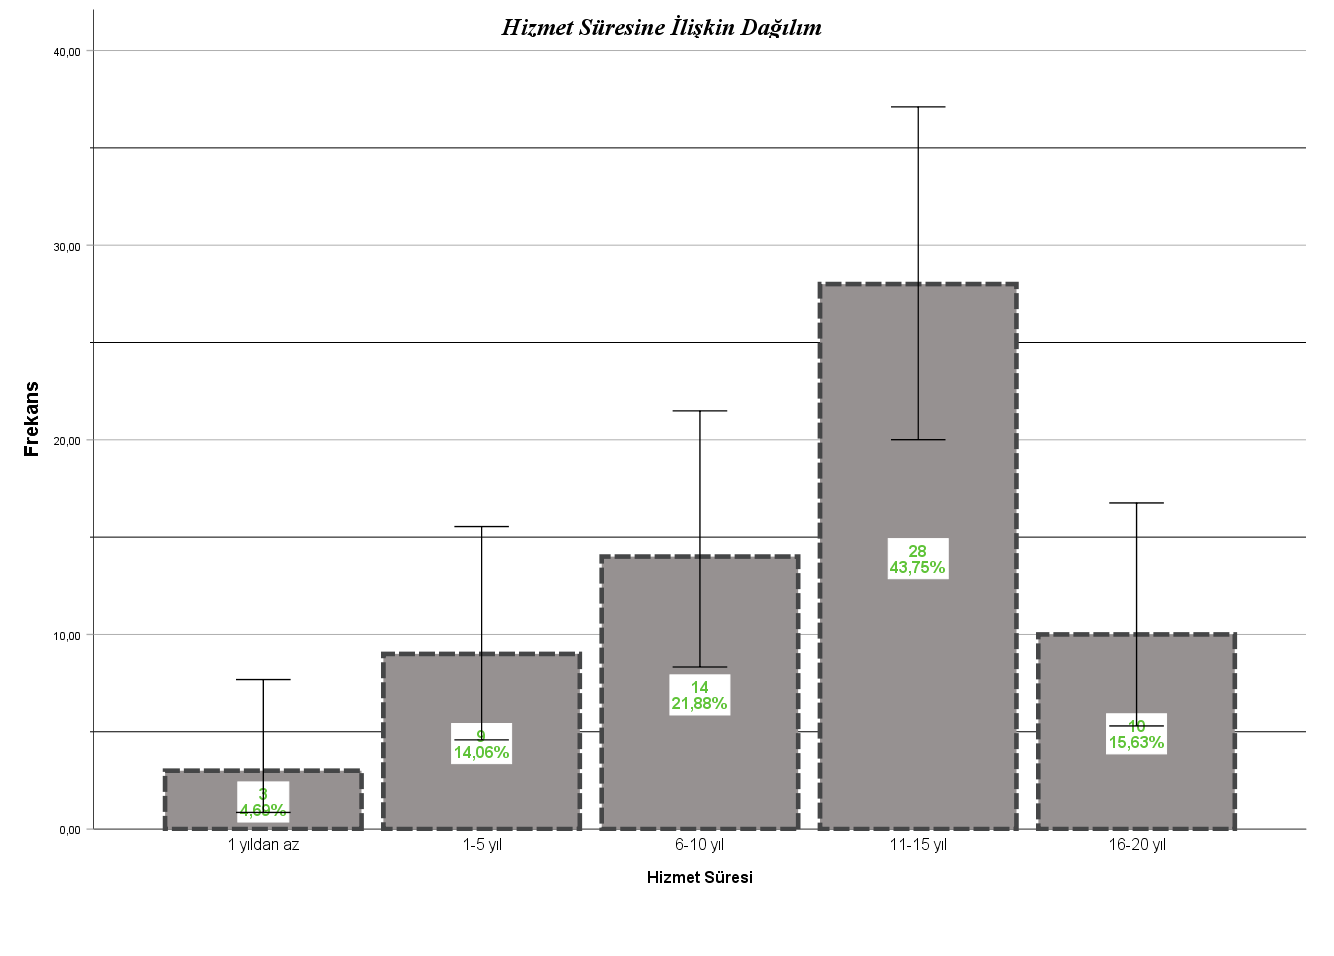 Hizmet Süresine İlişkin Dağılım
40,00
30,00
20,00
10,00
0,00
Frekans
3
4,69%
9
14,06%
14
21,88%
28
43,75%
10
15,63%
1 yıldan az
1-5 yıl
6-10 yıl
11-15 yıl
16-20 yıl
Hizmet Süresi